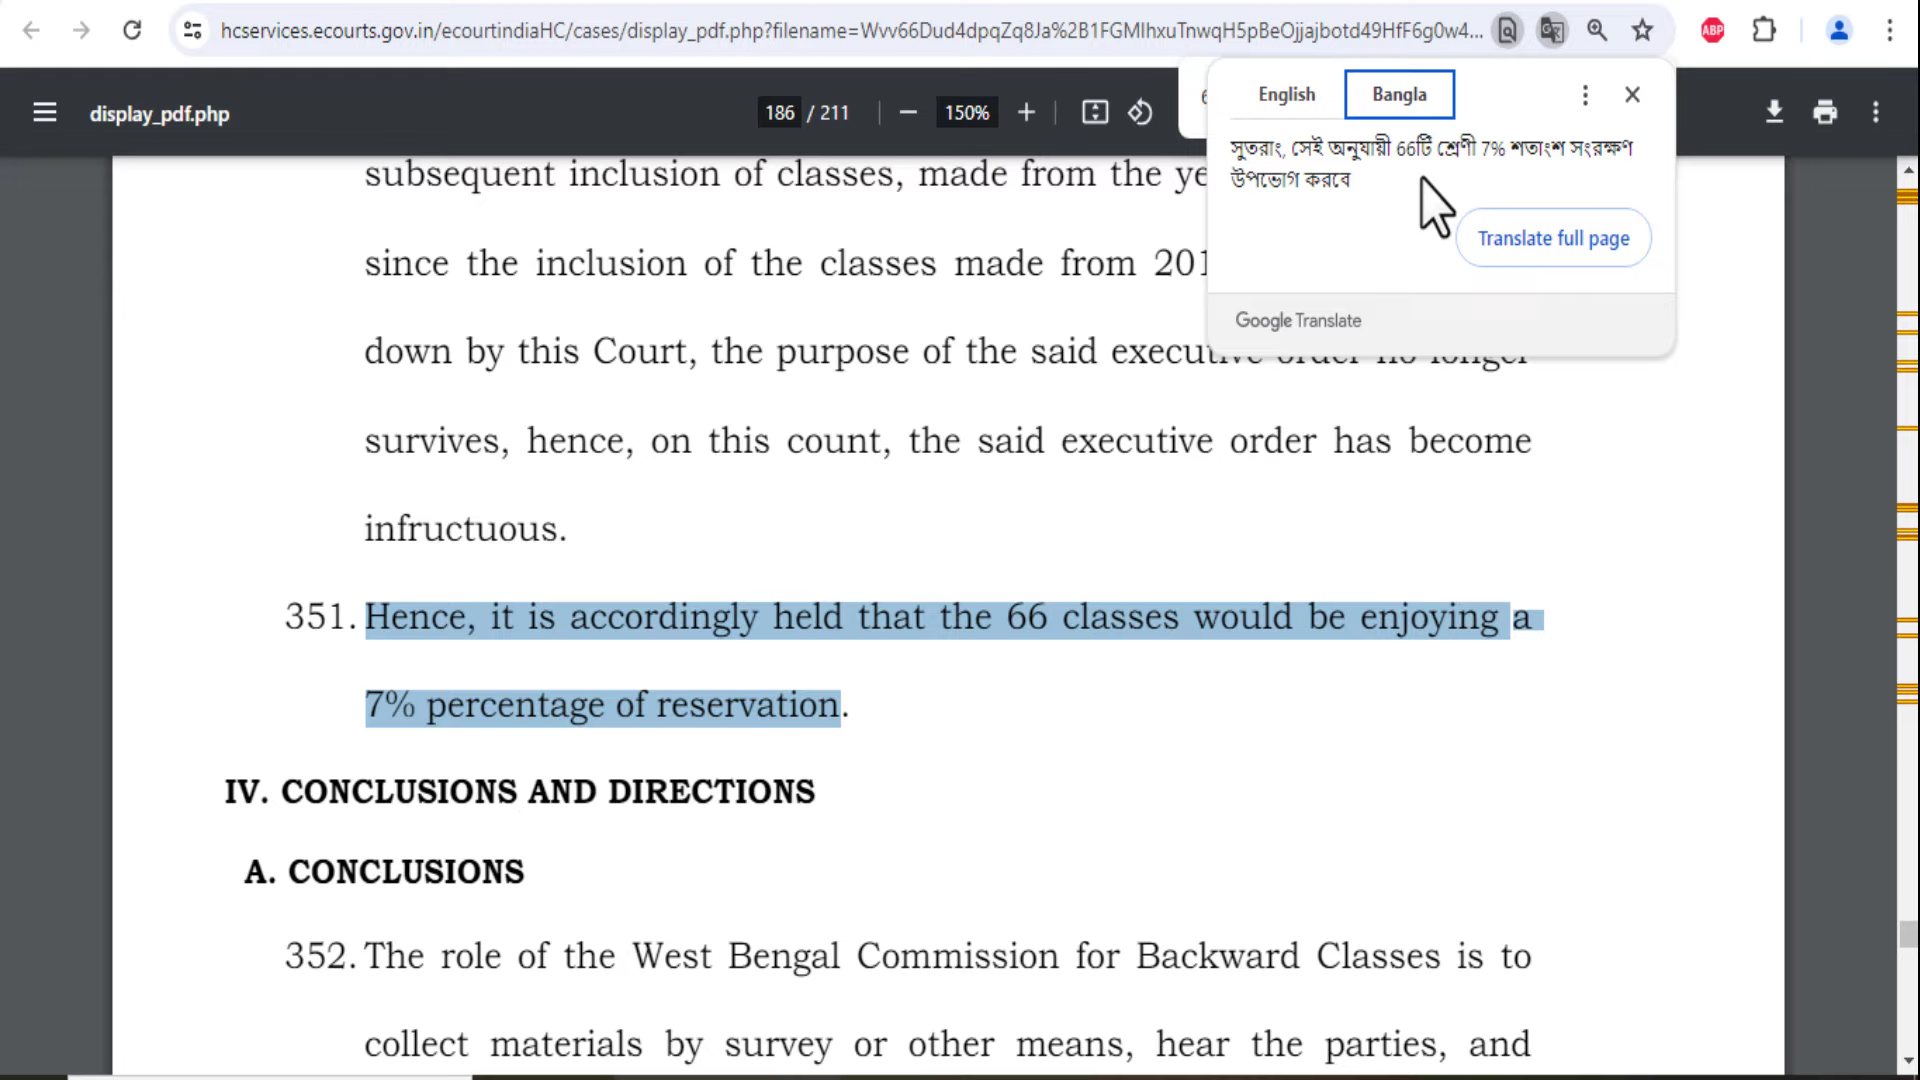 hcservices.ecourts.gov.in/ecourtindiaHC/cases/display_pdf.php?filename=Wvv66Dud4dpqZq8Ja%2B1FGMIhxuTnwqH5pBeOjjajbotd49HfF6g0w4...
ABP
display_pdf.php
186 / 211
150%
English
Bangla
সুতরাং, সেই অনুযায়ী 66টি শ্রেণী 7% শতাংশ সংরক্ষণ
উপভোগ করবে
Translate full page
Google Translate
subsequent inclusion of classes, made from the
since the inclusion of the classes made from
down by this Court, the purpose of the said executive order no longer
survives, hence, on this count, the said executive order has become
infructuous.
351. Hence, it is accordingly held that the 66 classes would be enjoying a
7% percentage of reservation.
IV. CONCLUSIONS AND DIRECTIONS
A. CONCLUSIONS
352. The role of the West Bengal Commission for Backward Classes is to
collect materials by survey or other means, hear the parties, and